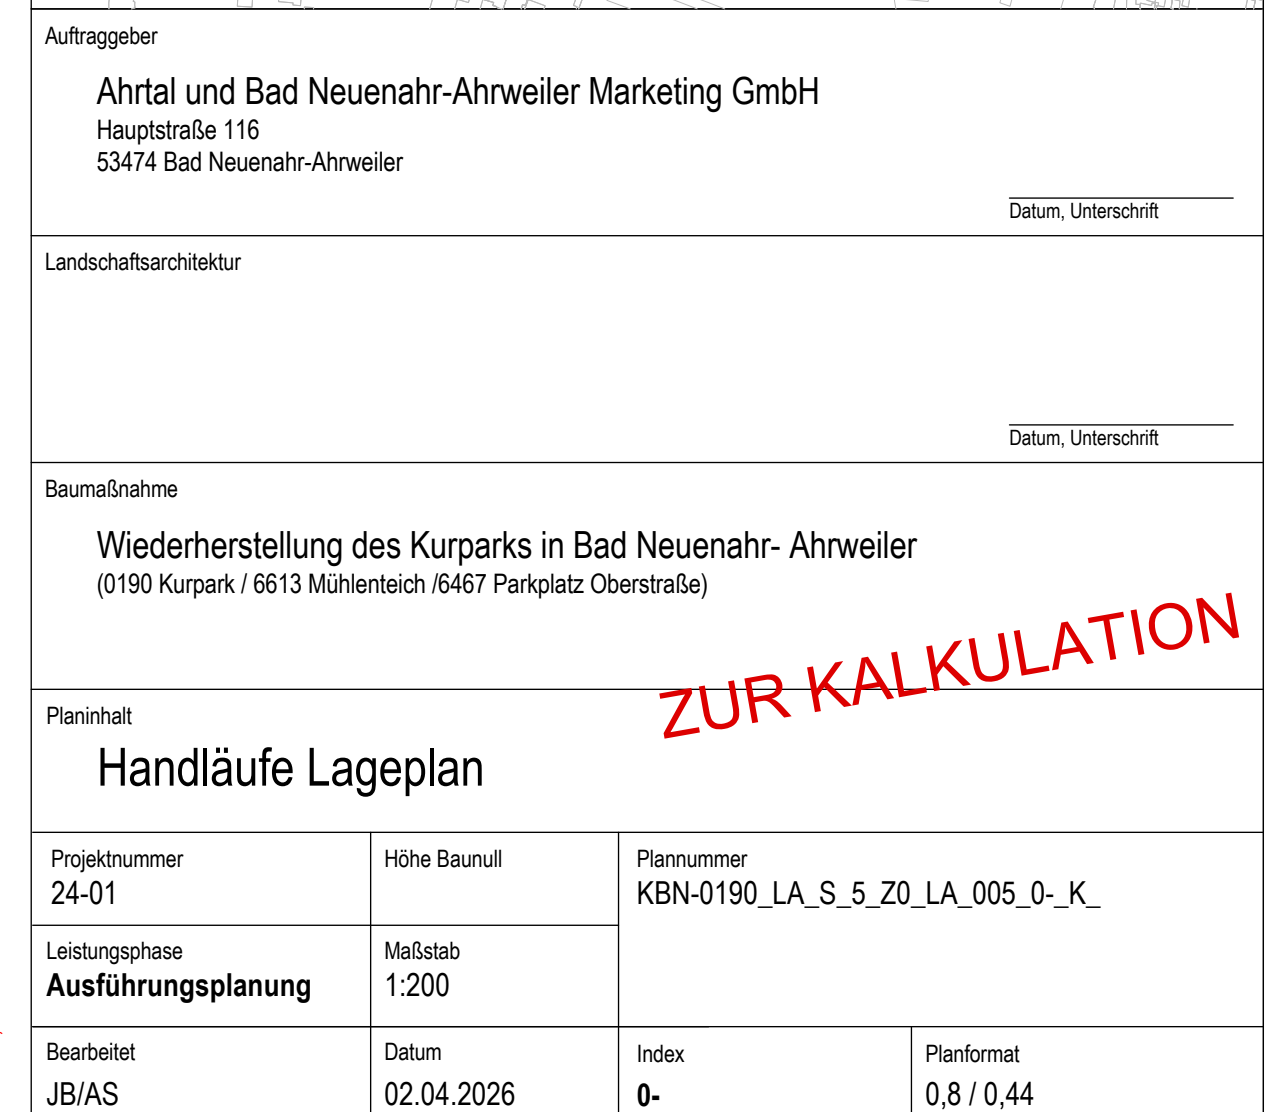 Auftraggeber
Ahrtal und Bad Neuenahr-Ahrweiler Marketing GmbH
Hauptstraße 116
53474 Bad Neuenahr-Ahrweiler
Datum, Unterschrift
Landschaftsarchitektur
Datum, Unterschrift
Baumaßnahme
Wiederherstellung des Kurparks in Bad Neuenahr- Ahrweiler
(0190 Kurpark / 6613 Mühlenteich /6467 Parkplatz Oberstraße)
ZUR KALKULATION
Planinhalt
Handläufe Lageplan
Projektnummer
24-01
Höhe Baunull
Plannummer
KBN-0190_LA_S_5_Z0_LA_005_0-_K_
Leistungsphase
Ausführungsplanung
Maßstab
1:200
Bearbeitet
JB/AS
Datum
02.04.2026
Index
0-
Planformat
0,8 / 0,44